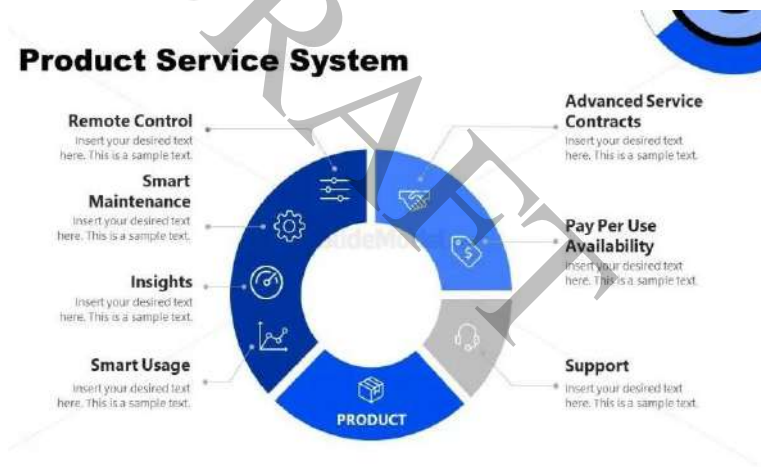 Product Service System
Remote Control
Insert your desired text
here. This is a sample text.
Smart
Maintenance
Insert your desired text
here. This is a sample text.
Insights
Insert your desired text
here. This is a sample text.
Smart Usage
Insert your desired text
here. This is a sample text.
Advanced Service
Contracts
Insert your desired text
here. This is a sample text.
Pay Per Use
Availability
Insert your desired text
here. This is a sample text.
Support
Insert your desired text
here. This is a sample text.
PRODUCT